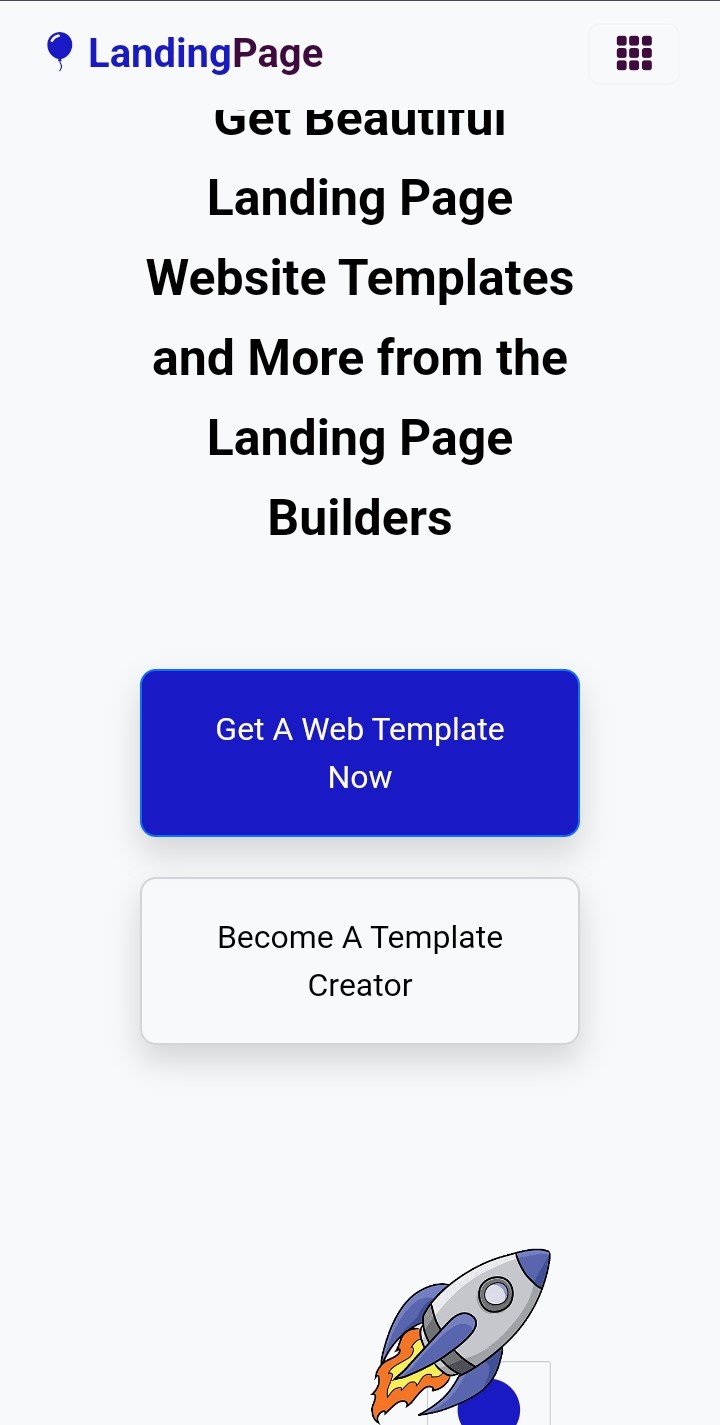 LandingPage
Get Beautiful
Landing Page
Website Templates
and More from the
Landing Page
Builders
Get A Web Template
Now
Become A Template
Creator